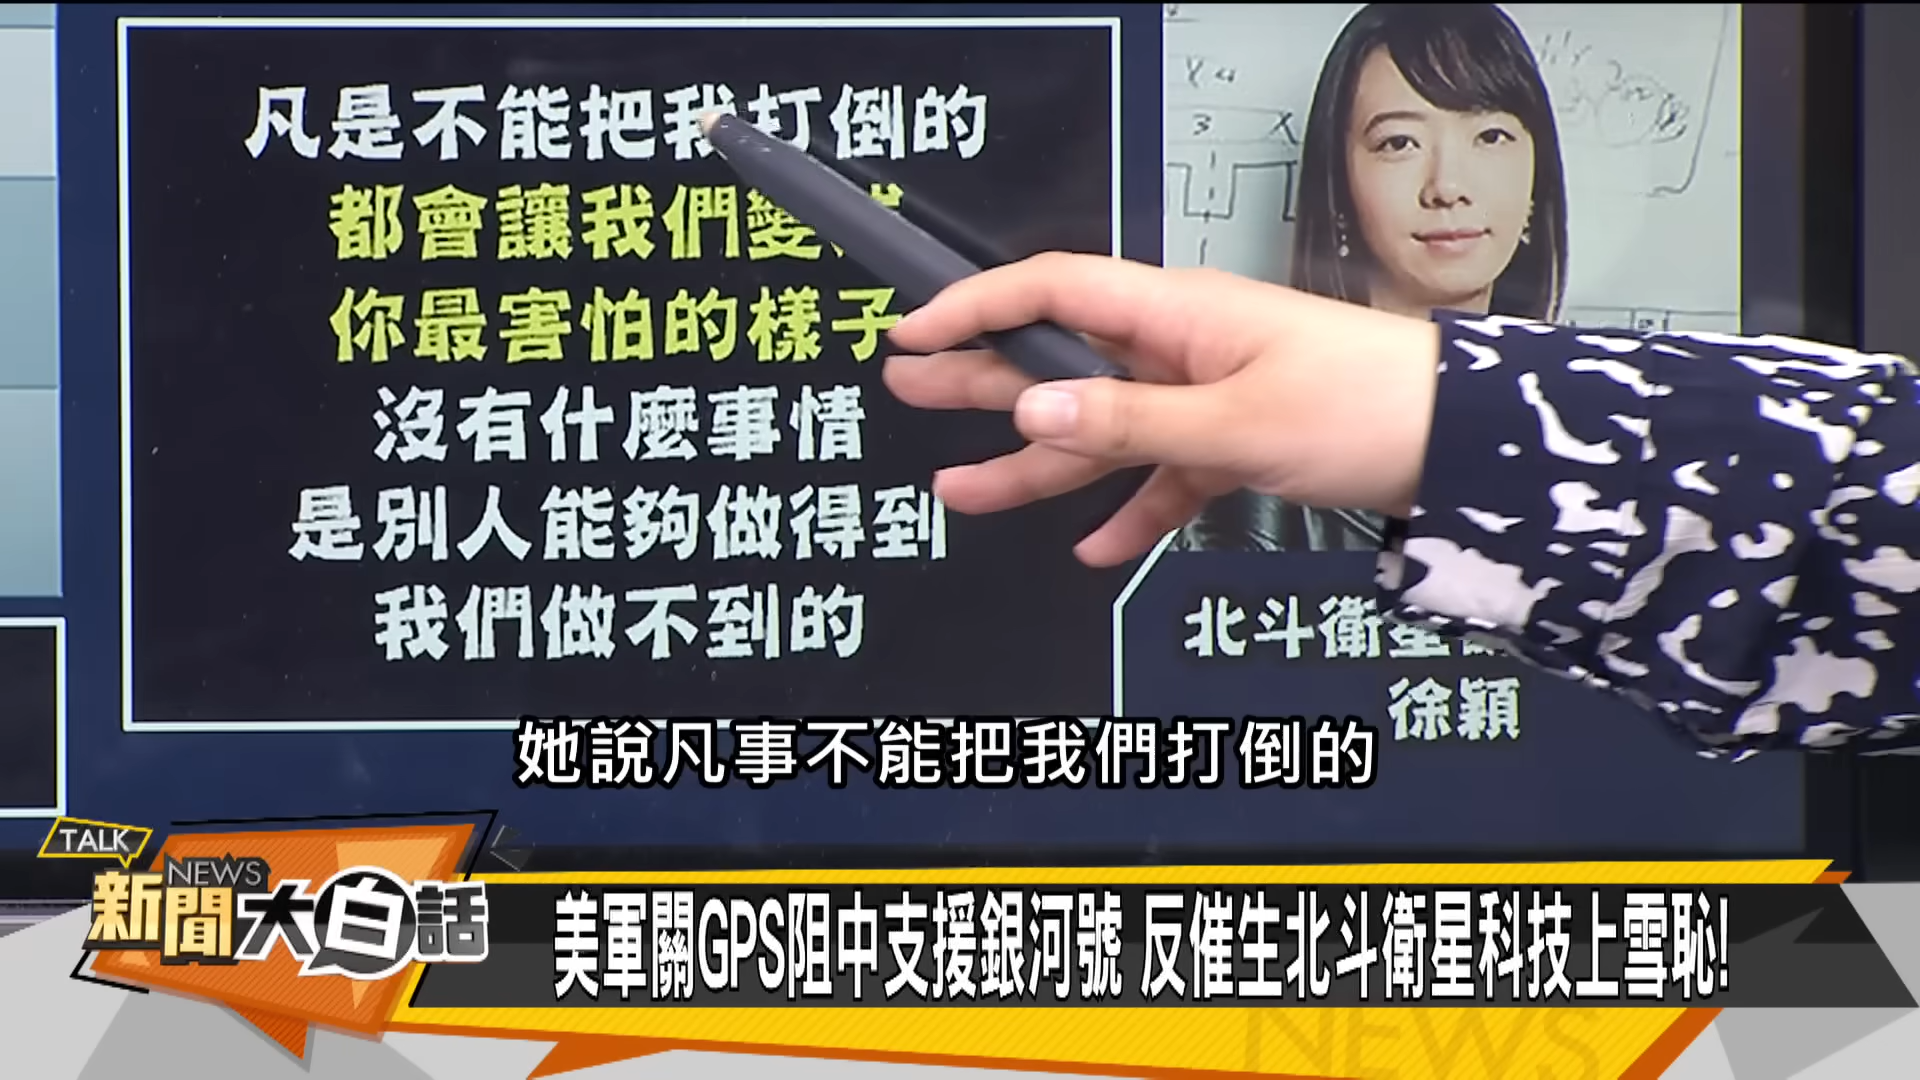 凡是不能把我打倒的
都會讓我們變成
你最害怕的樣子
沒有什麼事情
是別人能夠做得到
我們做不到的
北斗衛星
徐穎
她說凡事不能把我們打倒的
TALK
NEWS
新聞大白話
美軍關GPS阻中支援銀河號 反催生北斗衛星科技上雪恥!
NEWS